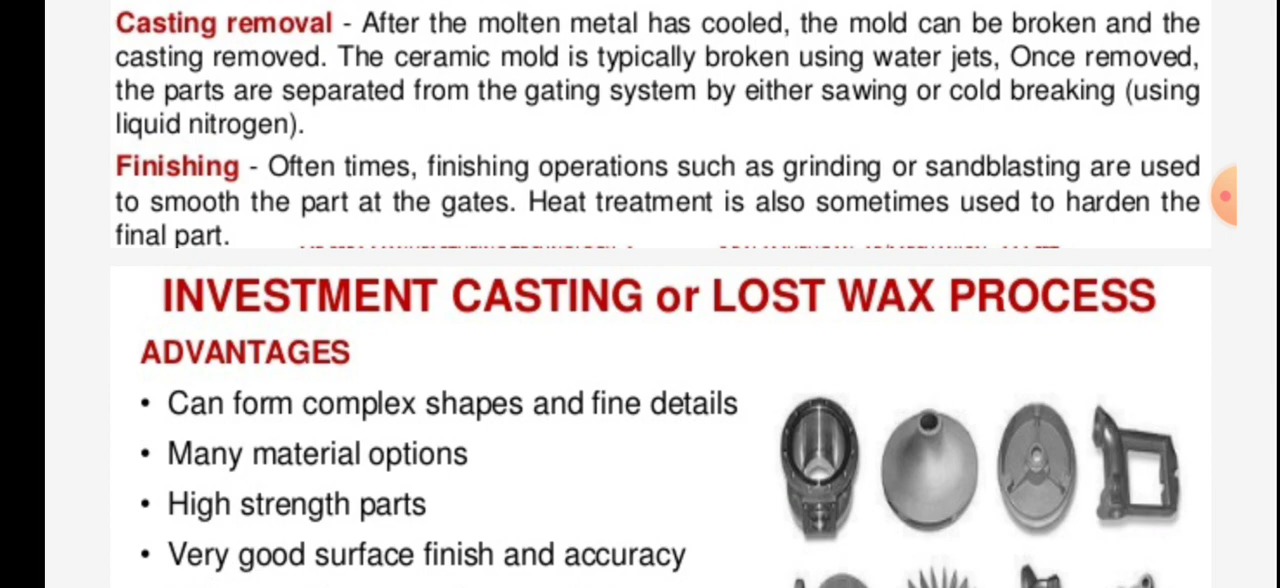 Casting removal - After the molten metal has cooled, the mold can be broken and the
casting removed. The ceramic mold is typically broken using water jets, Once removed,
the parts are separated from the gating system by either sawing or cold breaking (using
liquid nitrogen).
Finishing - Often times, finishing operations such as grinding or sandblasting are used
to smooth the part at the gates. Heat treatment is also sometimes used to harden the
final part.
INVESTMENT CASTING or LOST WAX PROCESS
ADVANTAGES
• Can form complex shapes and fine details
• Many material options
• High strength parts
• Very good surface finish and accuracy